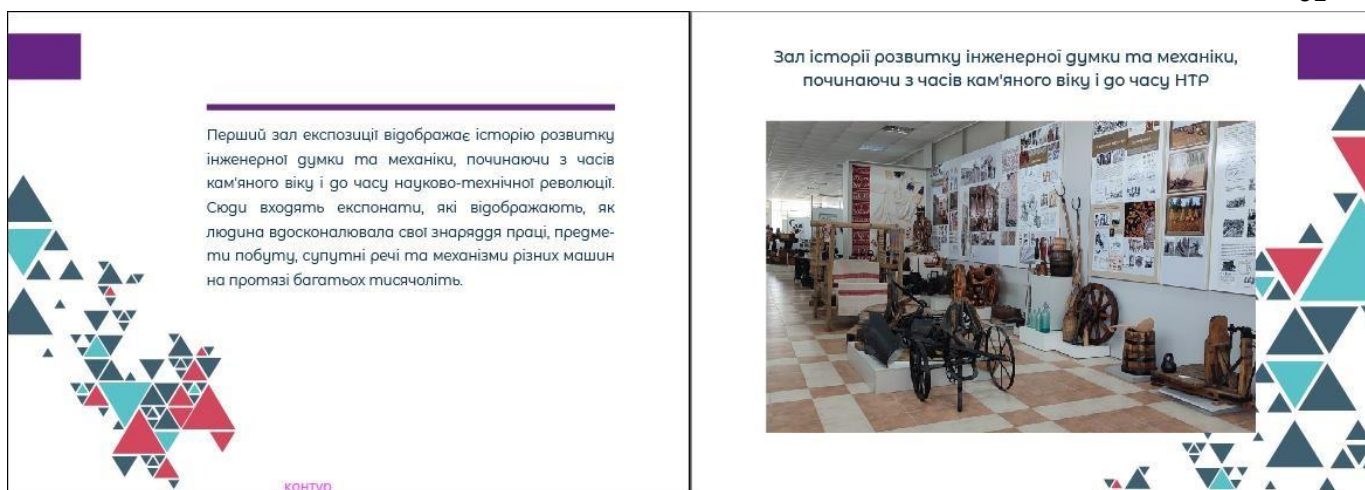 Перший зал експозиції відображає історію розвитку
інженерної думки та механіки, починаючи з часів
кам'яного віку і до часу науково-технічної революції.
Сюди входять експонати, які відображають, як
людина вдосконалювала свої знаряддя праці, предме-
ти побуту, супутні речі та механізми різних машин
на протязі багатьох тисячоліть.
контур
Зал історії розвитку інженерної думки та механіки,
починаючи з часів кам'яного віку і до часу НТР